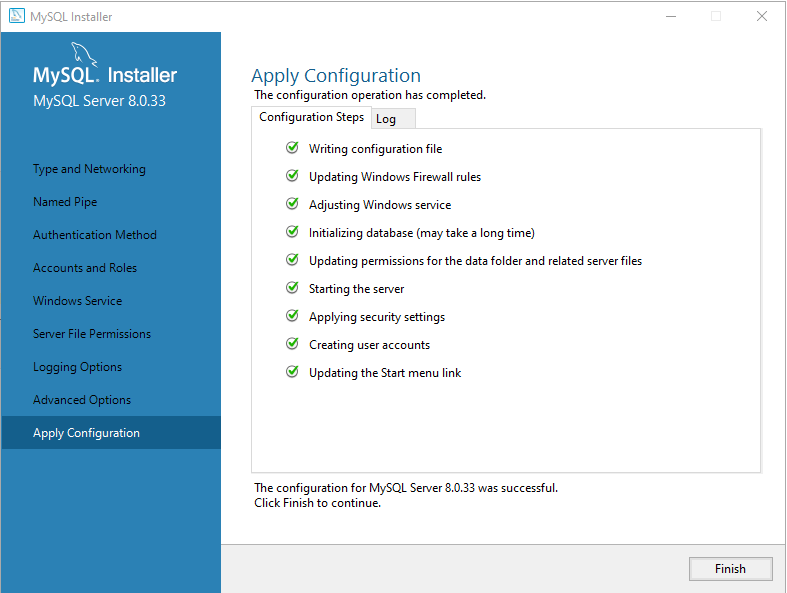 MySQL Installer
MySQL. Installer
MySQL Server 8.0.33
Type and Networking
Named Pipe
Authentication Method
Accounts and Roles
Windows Service
Server File Permissions
Logging Options
Advanced Options
Apply Configuration
Apply Configuration
The configuration operation has completed.
Configuration Steps Log
Writing configuration file
Updating Windows Firewall rules
Adjusting Windows service
Initializing database (may take a long time)
Updating permissions for the data folder and related server files
Starting the server
Applying security settings
Creating user accounts
Updating the Start menu link
The configuration for MySQL Server 8.0.33 was successful.
Click Finish to continue.
Finish